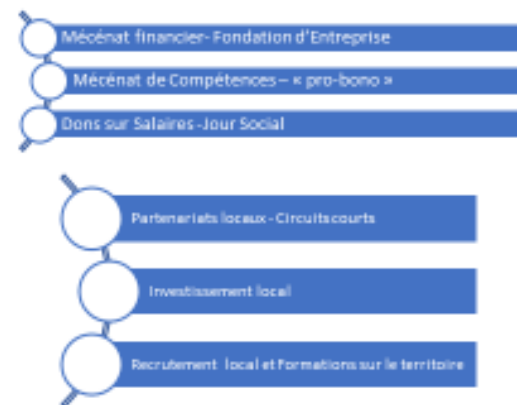 Mécénat financier- Fondation d'Entreprise
Mécénat de Compétences – « pro-bono »
Dons sur Salaires -Jour Social
Partenariats locaux - Circuits courts
Investissement local
Recrutement local et Formations sur le territoire